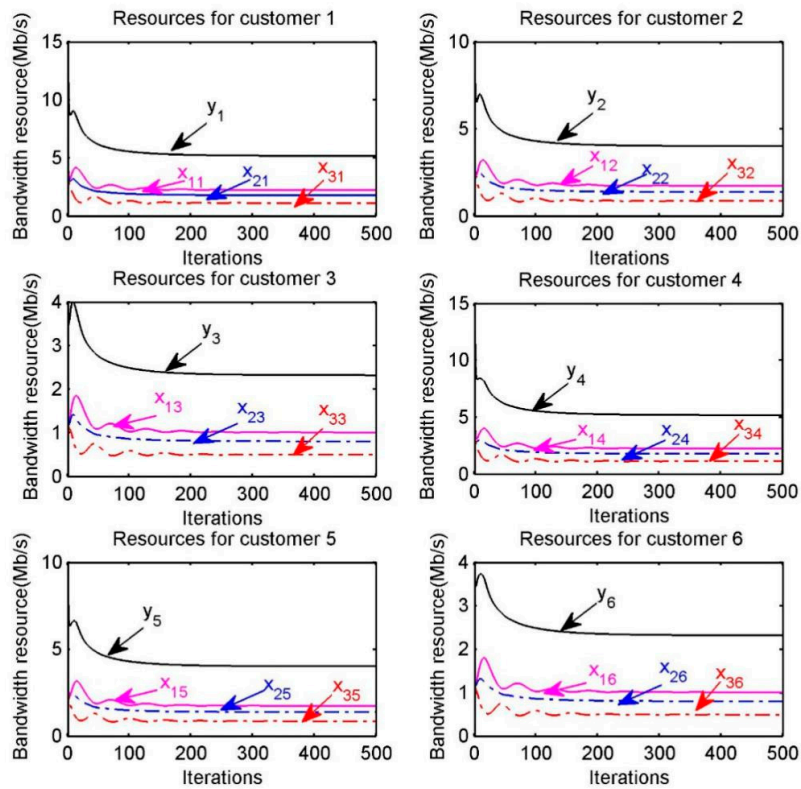 Resources for customer 1
Bandwidth resource(Mb/s)
15
10
5
0
y1
x11
x21
x31
0 100 200 300 400 500
Iterations
Resources for customer 2
Bandwidth resource(Mb/s)
10
5
0
y2
x12
x22
x32
0 100 200 300 400 500
Iterations
Resources for customer 3
Bandwidth resource(Mb/s)
4
3
2
1
0
y3
x13
x23
x33
0 100 200 300 400 500
Iterations
Resources for customer 4
Bandwidth resource(Mb/s)
15
10
5
0
y4
x14
x24
x34
0 100 200 300 400 500
Iterations
Resources for customer 5
Bandwidth resource(Mb/s)
10
5
0
y5
x15
x25
x35
0 100 200 300 400 500
Iterations
Resources for customer 6
Bandwidth resource(Mb/s)
4
3
2
1
0
y6
x16
x26
x36
0 100 200 300 400 500
Iterations